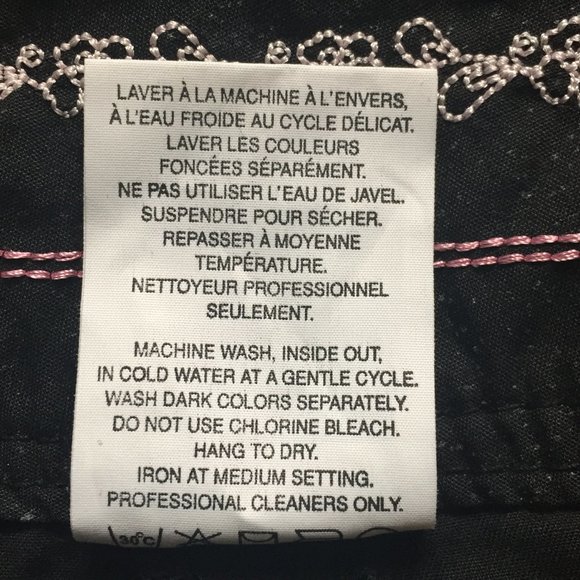 LAVER À LA MACHINE À L'ENVERS,
À L'EAU FROIDE AU CYCLE DÉLICAT.
LAVER LES COULEURS
FONCÉES SÉPARÉMENT.
NE PAS UTILISER L'EAU DE JAVEL.
SUSPENDRE POUR SÉCHER.
REPASSER À MOYENNE
TEMPÉRATURE.
NETTOYEUR PROFESSIONNEL
SEULEMENT.
MACHINE WASH, INSIDE OUT,
IN COLD WATER AT A GENTLE CYCLE.
WASH DARK COLORS SEPARATELY.
DO NOT USE CHLORINE BLEACH.
HANG TO DRY.
IRON AT MEDIUM SETTING.
PROFESSIONAL CLEANERS ONLY.
30°C